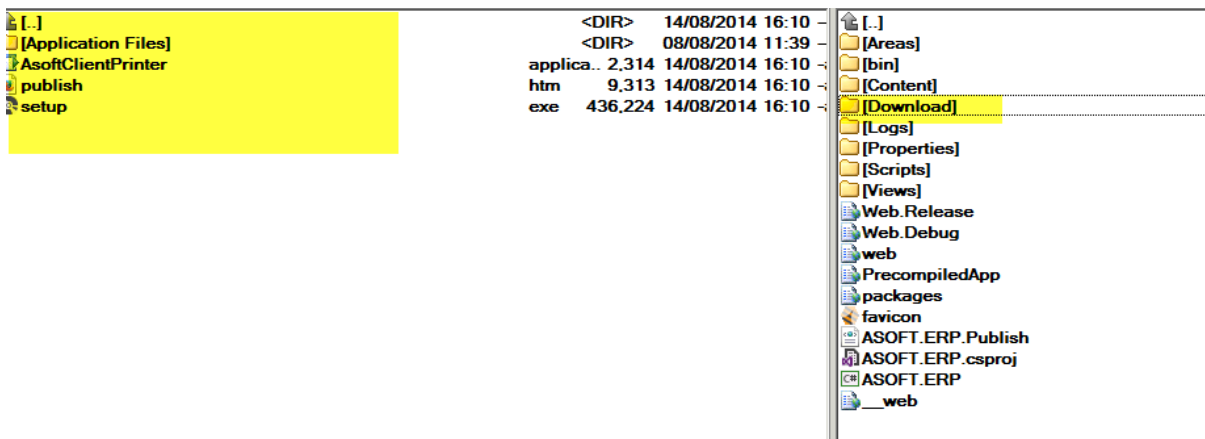 [..] <DIR> 14/08/2014 16:10 -
[Application Files] <DIR> 08/08/2014 11:39 -
AsoftClientPrinter applica.. 2,314 14/08/2014 16:10 -a
publish htm 9,313 14/08/2014 16:10 -a
setup exe 436,224 14/08/2014 16:10 -a
[..]
[Areas]
[bin]
[Content]
[Download]
[Logs]
[Properties]
[Scripts]
[Views]
Web.Release
Web.Debug
web
PrecompiledApp
packages
favicon
ASOFT.ERP.Publish
ASOFT.ERP.csproj
C# ASOFT.ERP
__web